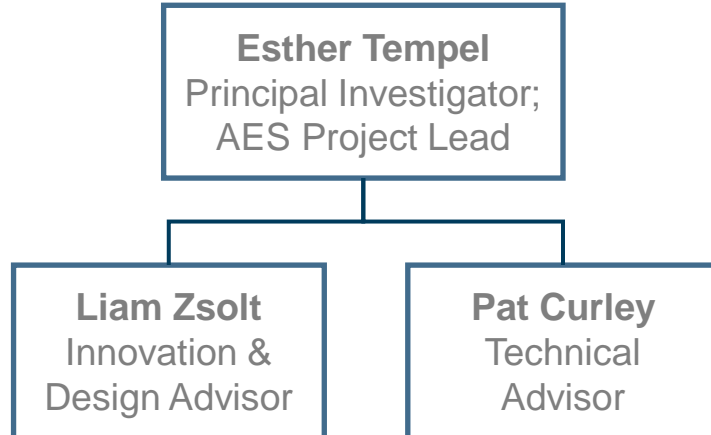 Esther Tempel
Principal Investigator;
AES Project Lead
Liam Zsolt
Innovation &
Design Advisor
Pat Curley
Technical
Advisor